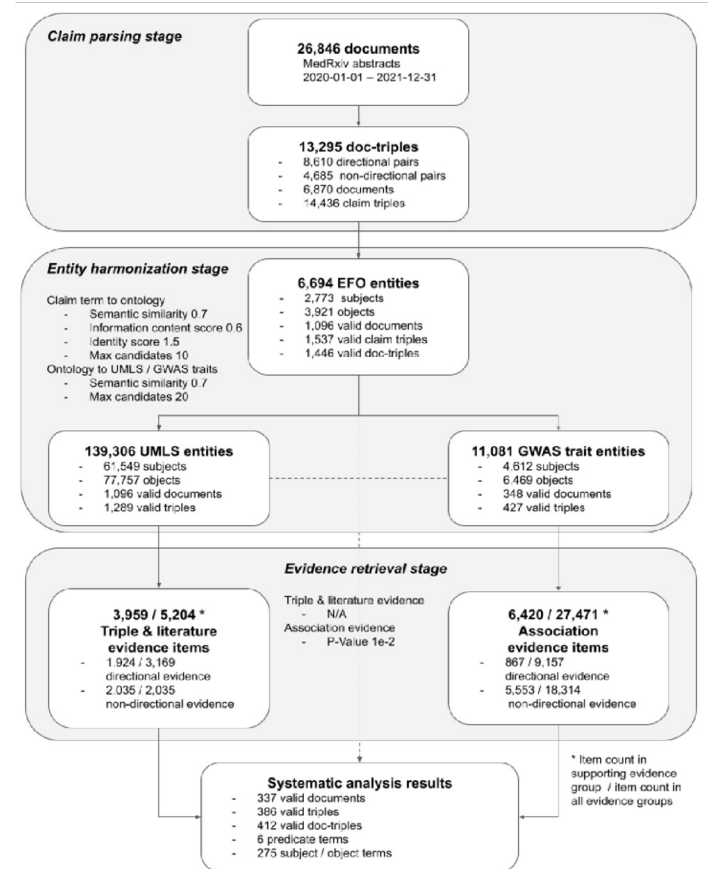 Claim parsing stage
26,846 documents
MedRxiv abstracts
2020-01-01 – 2021-12-31
13,295 doc-triples
- 8,610 directional pairs
- 4,685 non-directional pairs
- 6,870 documents
- 14,436 claim triples
Entity harmonization stage
Claim term to ontology
- Semantic similarity 0.7
- Information content score 0.6
- Identity score 1.5
- Max candidates 10
Ontology to UMLS / GWAS traits
- Semantic similarity 0.7
- Max candidates 20
6,694 EFO entities
- 2,773 subjects
- 3,921 objects
- 1,096 valid documents
- 1,537 valid claim triples
- 1,446 valid doc-triples
139,306 UMLS entities
- 61,549 subjects
- 77,757 objects
- 1,096 valid documents
- 1,289 valid triples
11,081 GWAS trait entities
- 4,612 subjects
- 6,469 objects
- 348 valid documents
- 427 valid triples
Evidence retrieval stage
3,959 / 5,204 *
Triple & literature
evidence items
- 1,924 / 3,169
directional evidence
- 2,035 / 2,035
non-directional evidence
Triple & literature evidence
- N/A
Association evidence
- P-Value 1e-2
6,420 / 27,471 *
Association
evidence items
- 867 / 9,157
directional evidence
- 5,553 / 18,314
non-directional evidence
* Item count in
supporting evidence
group / item count in
all evidence groups
Systematic analysis results
- 337 valid documents
- 386 valid triples
- 412 valid doc-triples
- 6 predicate terms
- 275 subject / object terms